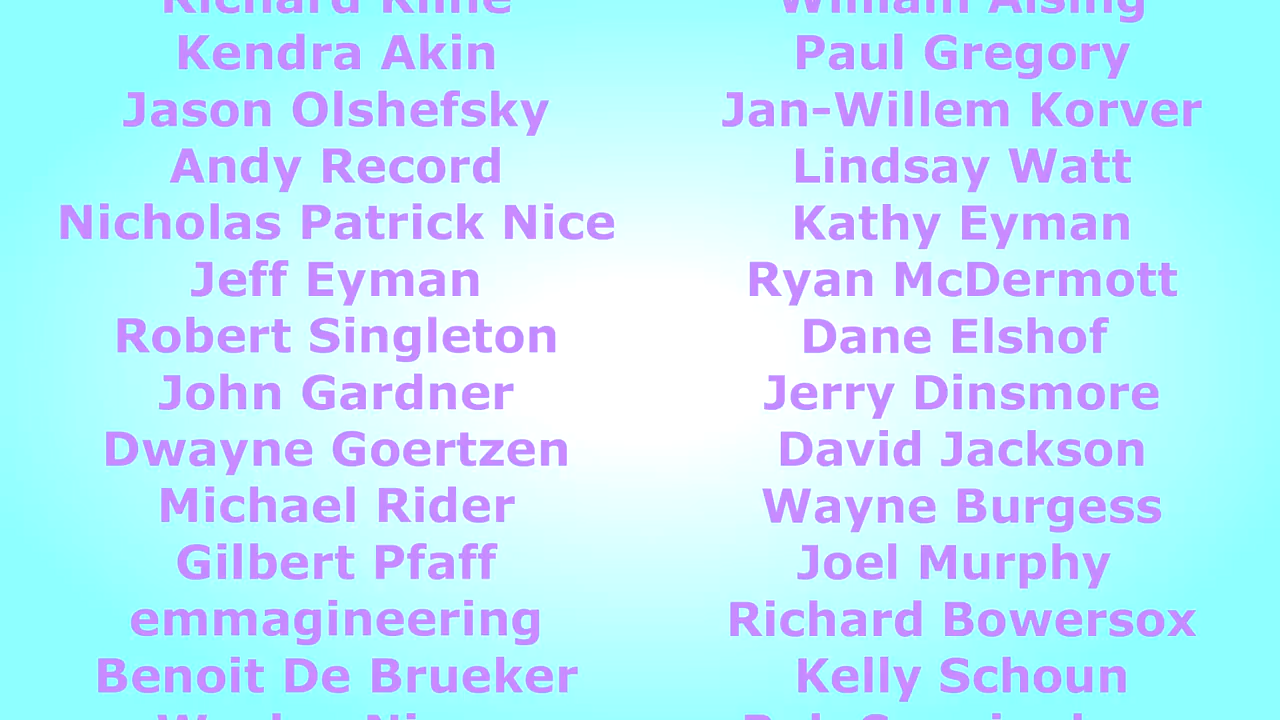 Kendra Akin
Paul Gregory
Jason Olshefsky
Jan-Willem Korver
Andy Record
Lindsay Watt
Nicholas Patrick Nice
Kathy Eyman
Jeff Eyman
Ryan McDermott
Robert Singleton
Dane Elshof
John Gardner
Jerry Dinsmore
Dwayne Goertzen
David Jackson
Michael Rider
Wayne Burgess
Gilbert Pfaff
Joel Murphy
emmagineering
Richard Bowersox
Benoit De Brueker
Kelly Schoun